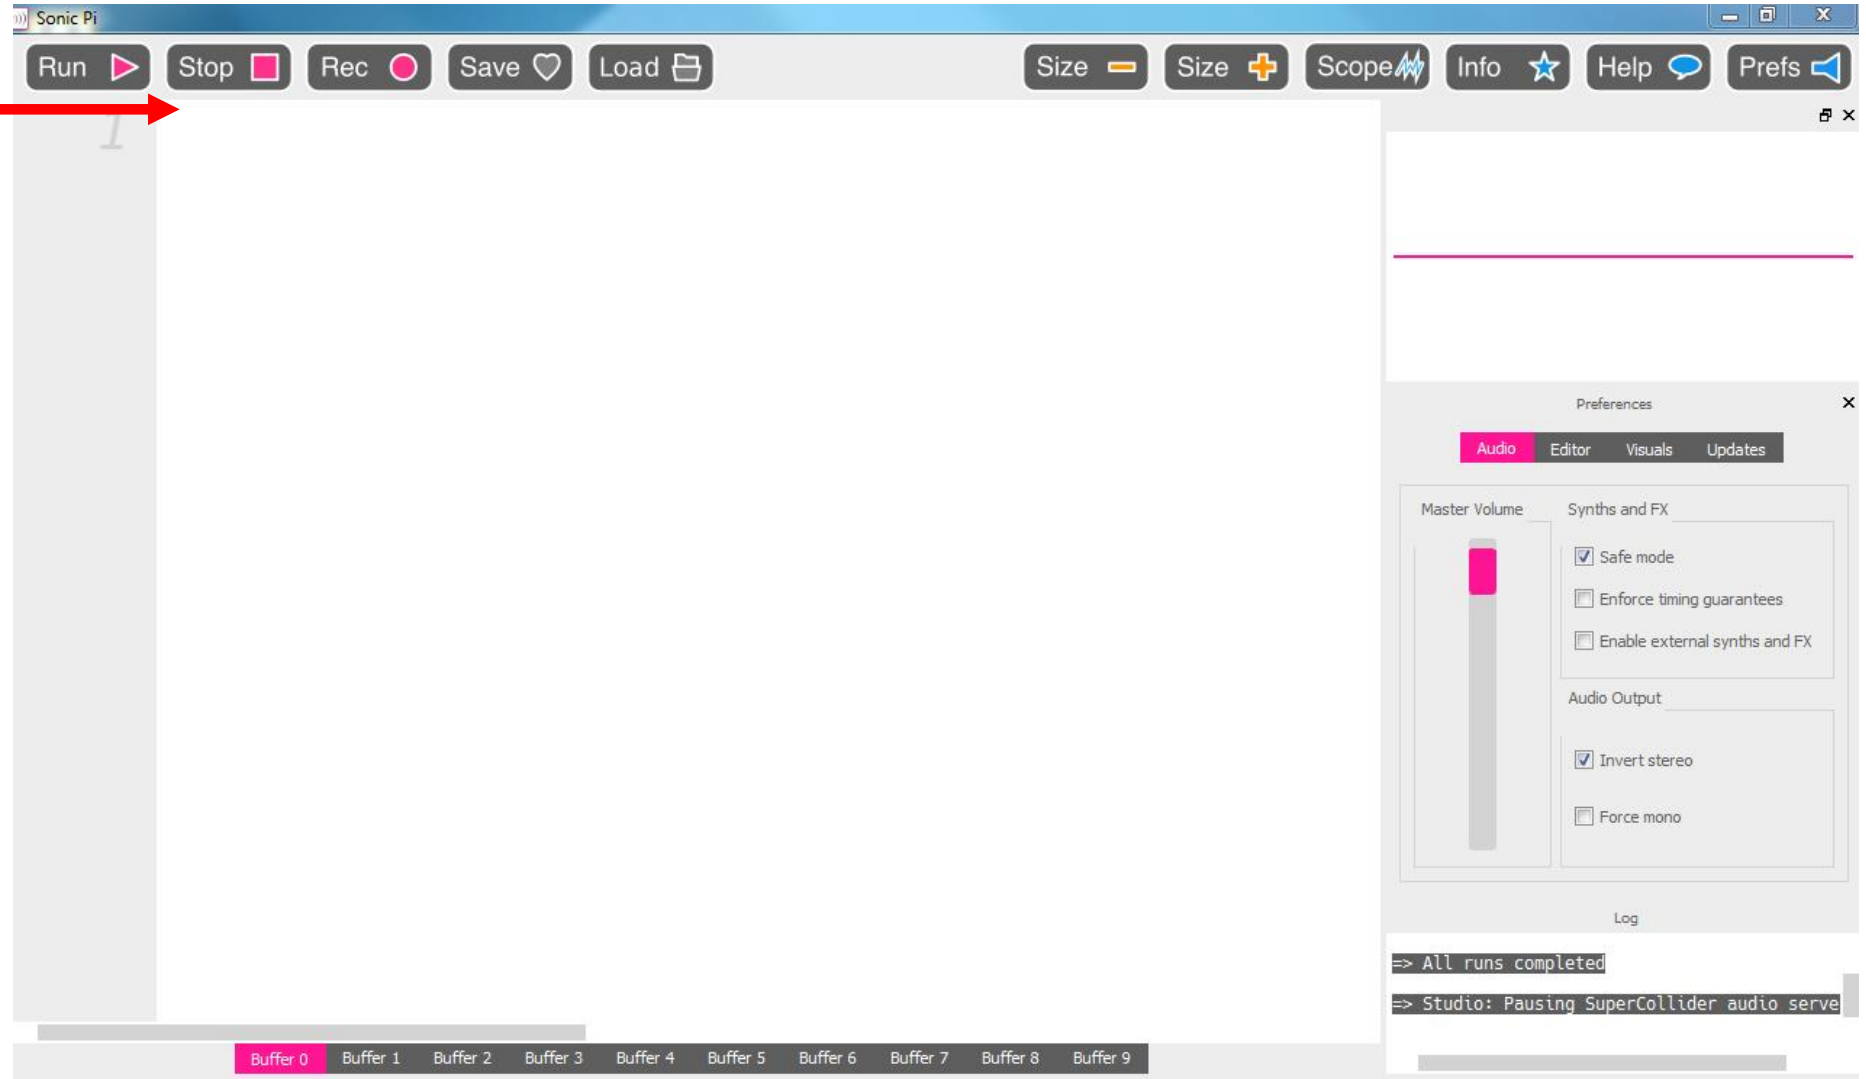 Sonic Pi
Run Stop Rec Save Load Size Size Scope Info Help Prefs
1
Preferences
Audio Editor Visuals Updates
Master Volume Synths and FX
Safe mode
Enforce timing guarantees
Enable external synths and FX
Audio Output
Invert stereo
Force mono
Log
=> All runs completed
=> Studio: Pausing SuperCollider audio serve
Buffer 0 Buffer 1 Buffer 2 Buffer 3 Buffer 4 Buffer 5 Buffer 6 Buffer 7 Buffer 8 Buffer 9